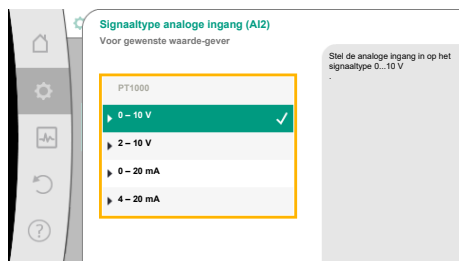 Signaaltype analoge ingang (AI2)
Voor gewenste waarde-gever
Stel de analoge ingang in op het
signaaltype 0...10 V
.
PT1000
0 – 10 V
2 – 10 V
0 – 20 mA
4 – 20 mA
?